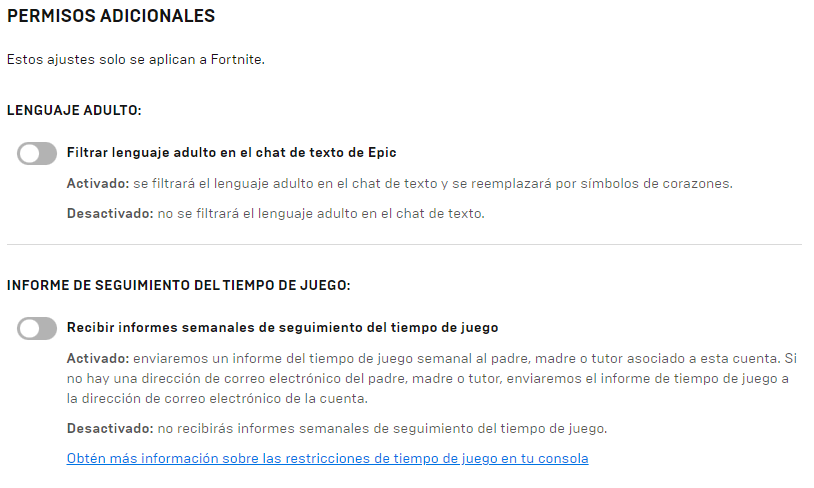 PERMISOS ADICIONALES
Estos ajustes solo se aplican a Fortnite.
LENGUAJE ADULTO:
Filtrar lenguaje adulto en el chat de texto de Epic
Activado: se filtrará el lenguaje adulto en el chat de texto y se reemplazará por símbolos de corazones.
Desactivado: no se filtrará el lenguaje adulto en el chat de texto.
INFORME DE SEGUIMIENTO DEL TIEMPO DE JUEGO:
Recibir informes semanales de seguimiento del tiempo de juego
Activado: enviaremos un informe del tiempo de juego semanal al padre, madre o tutor asociado a esta cuenta. Si
no hay una dirección de correo electrónico del padre, madre o tutor, enviaremos el informe de tiempo de juego a
la dirección de correo electrónico de la cuenta.
Desactivado: no recibirás informes semanales de seguimiento del tiempo de juego.
Obtén más información sobre las restricciones de tiempo de juego en tu consola